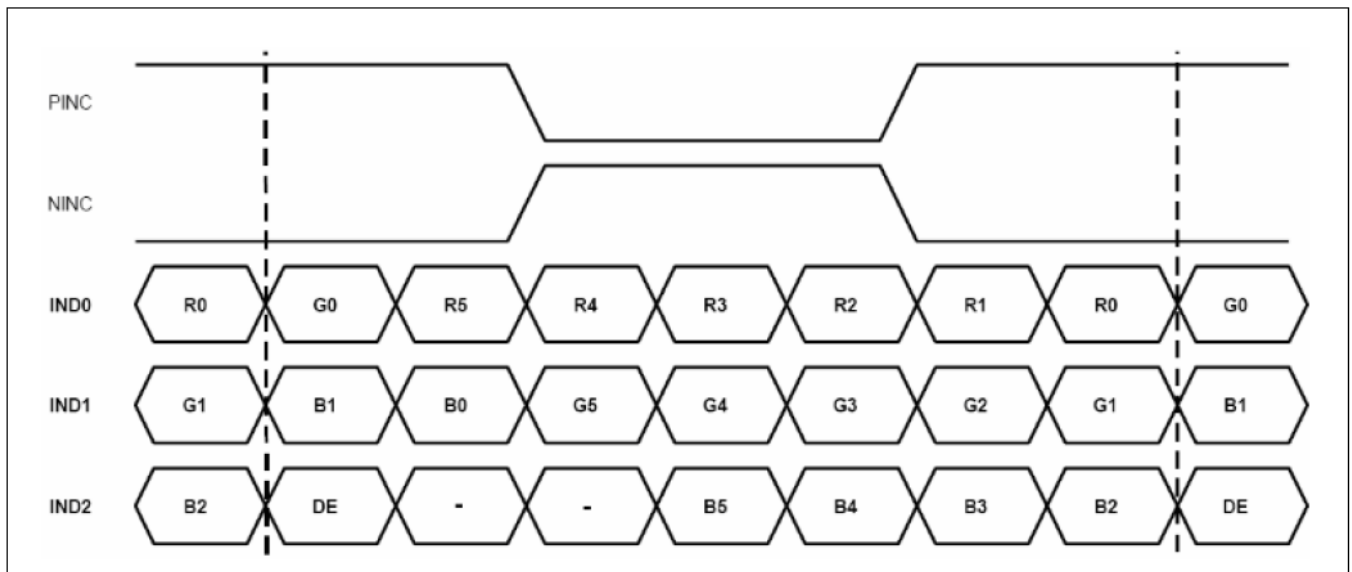 PINC
NINC
IND0 R0 G0 R5 R4 R3 R2 R1 R0 G0
IND1 G1 B1 B0 G5 G4 G3 G2 G1 B1
IND2 B2 DE - - B5 B4 B3 B2 DE